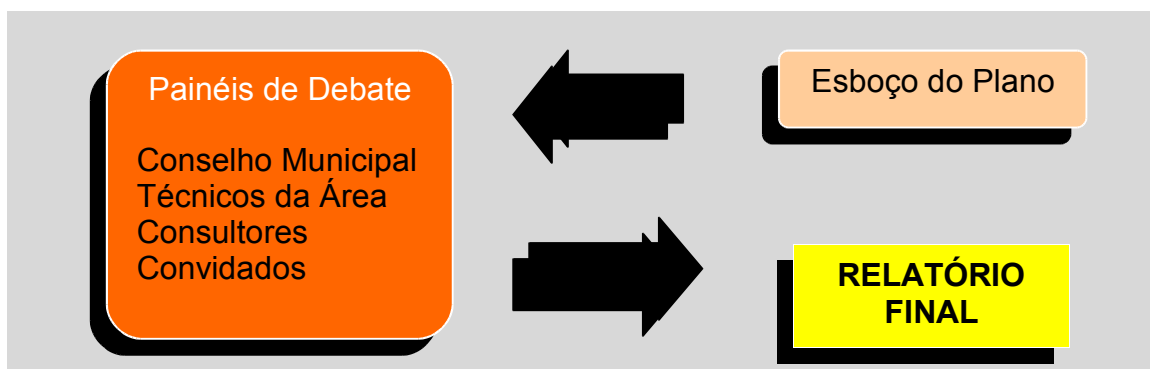 Painéis de Debate
Conselho Municipal
Técnicos da Área
Consultores
Convidados
Esboço do Plano
RELATÓRIO
FINAL